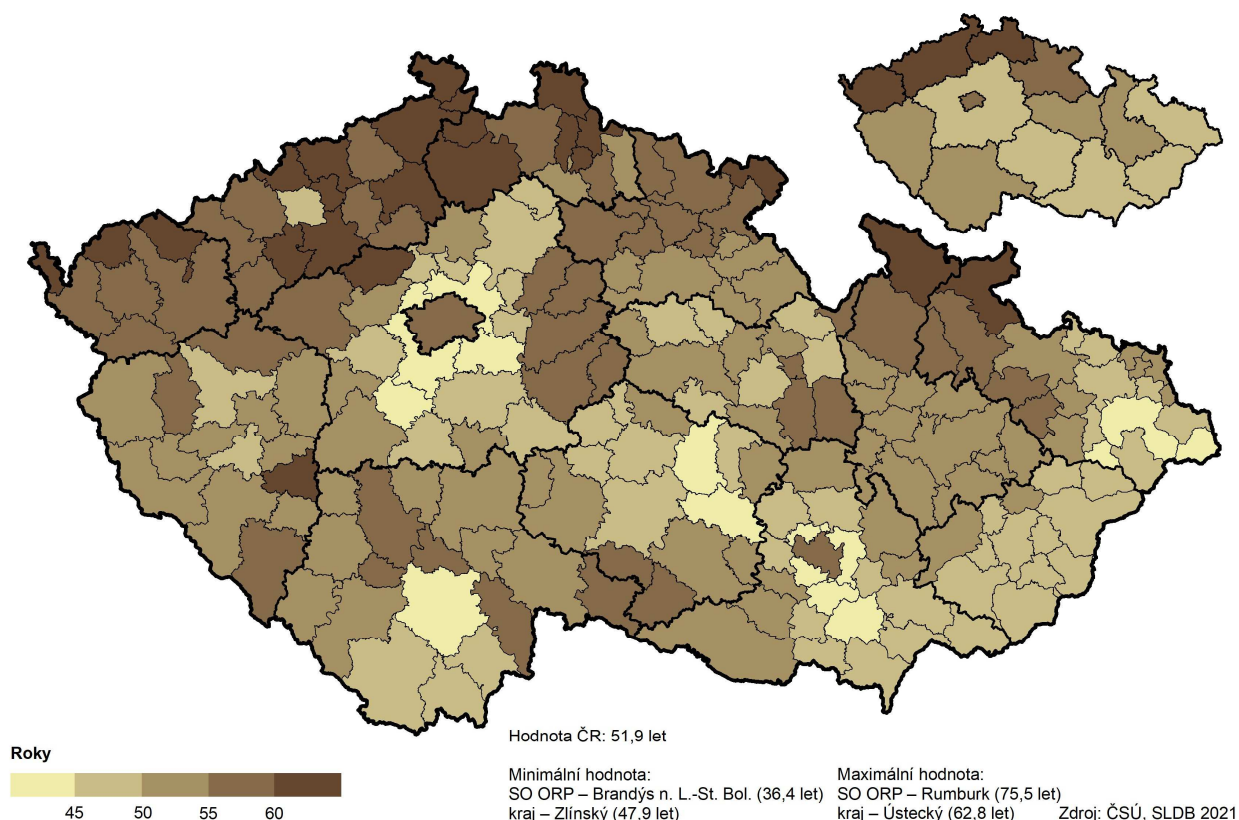 Hodnota ČR: 51,9 let
Roky
45 50 55 60
Minimální hodnota:
SO ORP – Brandýs n. L.-St. Bol. (36,4 let)
kraj – Zlínský (47,9 let)
Maximální hodnota:
SO ORP – Rumburk (75,5 let)
kraj – Ústecký (62,8 let)
Zdroj: ČSÚ, SLDB 2021